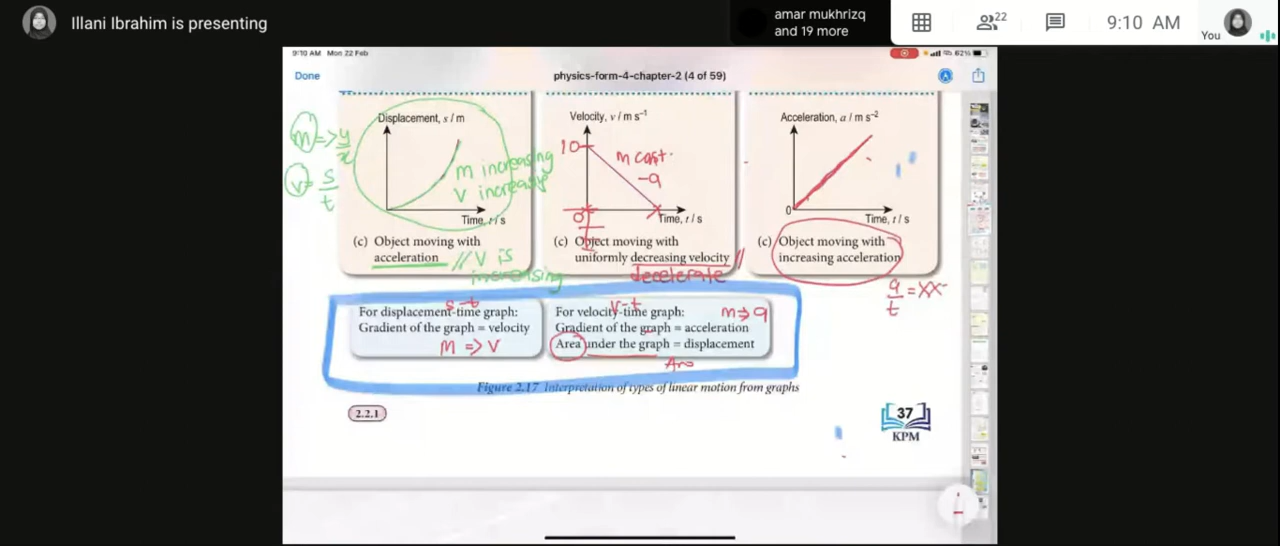 Illani Ibrahim is presenting
amar mukhrizq
and 19 more
22
9:10 AM
You
9:10 AM Mon 22 Feb
62%
Done
physics-form-4-chapter-2 (4 of 59)
Displacement, s / m
m => y/x
v = s/t
m increasing
v increasing
Time, t / s
(c) Object moving with
acceleration // V is
increasing
Velocity, v / m s⁻¹
10
m cost.
-a
0
Time, t / s
(c) Object moving with
uniformly decreasing velocity //
decelerate
Acceleration, a / m s⁻²
0
Time, t / s
(c) Object moving with
increasing acceleration
a/t = xx
s-t
For displacement-time graph:
Gradient of the graph = velocity
M => V
v-t
For velocity-time graph:
m => a
Gradient of the graph = acceleration
Area under the graph = displacement
Figure 2.17 Interpretation of types of linear motion from graphs
2.2.1
37
KPM